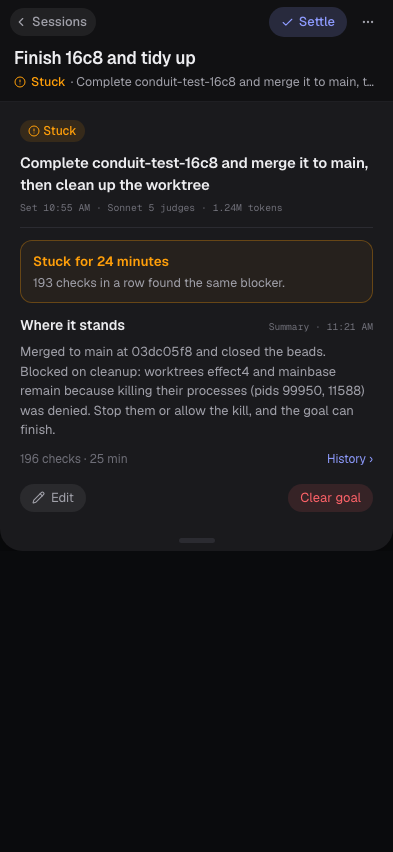 Sessions
Settle
Finish 16c8 and tidy up
Stuck · Complete conduit-test-16c8 and merge it to main, t…
Stuck
Complete conduit-test-16c8 and merge it to main,
then clean up the worktree
Set 10:55 AM · Sonnet 5 judges · 1.24M tokens
Stuck for 24 minutes
193 checks in a row found the same blocker.
Where it stands
Summary · 11:21 AM
Merged to main at 03dc05f8 and closed the beads.
Blocked on cleanup: worktrees effect4 and mainbase
remain because killing their processes (pids 99950, 11588)
was denied. Stop them or allow the kill, and the goal can
finish.
196 checks · 25 min
History ›
Edit
Clear goal